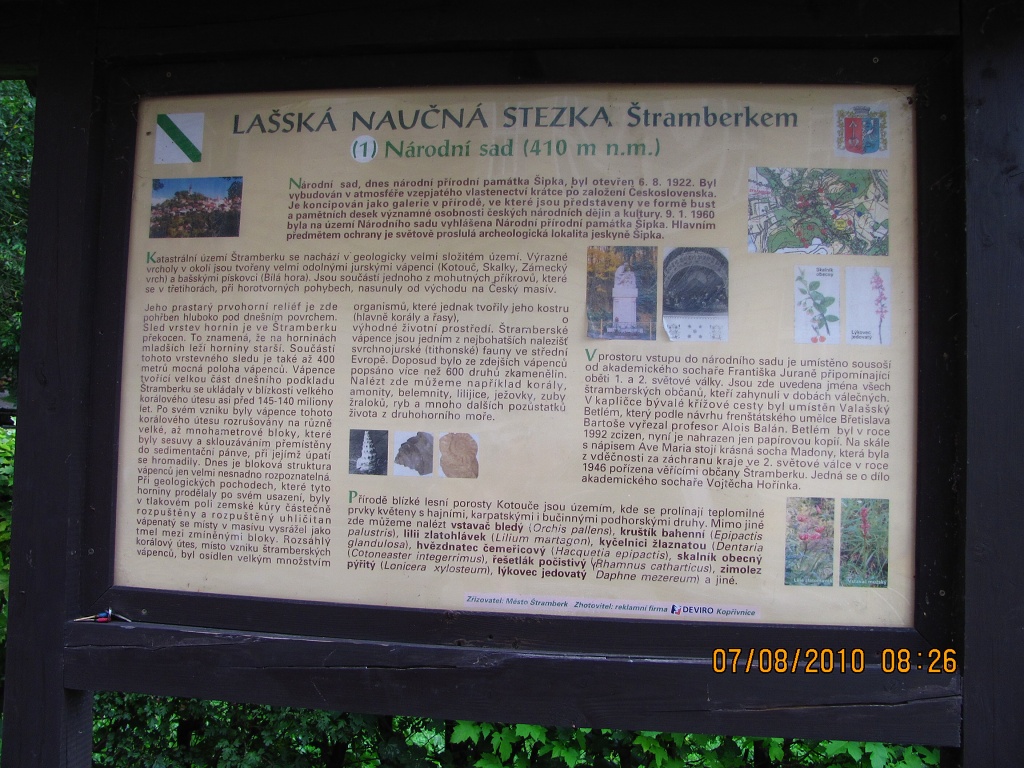 LAŠSKÁ NAUČNÁ STEZKA Štramberkem
(1) Národní sad (410 m n.m.)
Národní sad, dnes národní přírodní památka Šipka, byl otevřen 6. 8. 1922. Byl
vybudován v atmosféře vzepjatého vlastenectví krátce po založení Československa.
Je koncipován jako galerie v přírodě, ve které jsou představeny ve formě bust
a pamětních desek významné osobnosti českých národních dějin a kultury. 9. 1. 1960
byla na území Národního sadu vyhlášena Národní přírodní památka Šipka. Hlavním
předmětem ochrany je světově proslulá archeologická lokalita jeskyně Šipka.
Katastrální území Štramberku se nachází v geologicky velmi složitém území. Výrazné
vrcholy v okolí jsou tvořeny velmi odolnými jurskými vápenci (Kotouč, Skalky, Zámecký
vrch) a bašskými pískovci (Bílá hora). Jsou součástí jednoho z mohutných příkrovů, které
se v třetihorách, při horotvorných pohybech, nasunuly od východu na Český masív.
Jeho prastarý prvohorní reliéf je zde
pohřben hluboko pod dnešním povrchem.
Sled vrstev hornin je ve Štramberku
překocen. To znamená, že na horninách
mladších leží horniny starší. Součástí
tohoto vrstevného sledu je také až 400
metrů mocná poloha vápenců. Vápence
tvořící velkou část dnešního podkladu
Štramberku se ukládaly v blízkosti velkého
korálového útesu asi před 145-140 miliony
let. Po svém vzniku byly vápence tohoto
korálového útesu rozrušovány na různě
velké, až mnohametrové bloky, které
byly sesuvy a sklouzáváním přemístěny
do sedimentační pánve, při jejímž úpatí
se hromadily. Dnes je bloková struktura
vápenců jen velmi nesnadno rozpoznatelná.
Při geologických pochodech, které tyto
horniny prodělaly po svém usazení, byly
v tlakovém poli zemské kůry částečně
rozpuštěny a rozpuštěný uhličitan
vápenatý se místy v masivu vysrážel jako
tmel mezi zmíněnými bloky. Rozsáhlý
korálový útes, místo vzniku štramberských
vápenců, byl osídlen velkým množstvím
organismů, které jednak tvořily jeho kostru
(hlavně korály a řasy), o
výhodné životní prostředí. Štramberské
vápence jsou jedním z nejbohatších nalezišť
svrchnojurské (tithonské) fauny ve střední
Evropě. Doposud bylo ze zdejších vápenců
popsáno více než 600 druhů zkamenělin.
Nalézt zde můžeme například korály,
amonity, belemnity, lilijice, ježovky, zuby
žraloků, ryb a mnoho dalších pozůstatků
života z druhohorního moře.
Skalník
obecný
Lýkovec
jedovatý
V prostoru vstupu do národního sadu je umístěno sousoší
od akademického sochaře Františka Juraně připomínající
oběti 1. a 2. světové války. Jsou zde uvedena jména všech
štramberských občanů, kteří zahynuli v dobách válečných.
V kapličce bývalé křížové cesty byl umístěn Valašský
Betlém, který podle návrhu frenštátského umělce Břetislava
Bartoše vyřezal profesor Alois Balán. Betlém byl v roce
1992 zcizen, nyní je nahrazen jen papírovou kopií. Na skále
s nápisem Ave Maria stojí krásná socha Madony, která byla
z vděčnosti za záchranu kraje ve 2. světové válce v roce
1946 pořízena věřícími občany Štramberku. Jedná se o dílo
akademického sochaře Vojtěcha Hořínka.
Přírodě blízké lesní porosty Kotouče jsou územím, kde se prolínají teplomilné
prvky květeny s hajními, karpatskými i bučinnými podhorskými druhy. Mimo jiné
zde můžeme nalézt vstavač bledý (Orchis pallens), kruštík bahenní (Epipactis
palustris), lilii zlatohlávek (Lilium martagon), kyčelnici žlaznatou (Dentaria
glandulosa), hvězdnatec čemeřicový (Hacquetia epipactis), skalník obecný
(Cotoneaster integerrimus), řešetlák počistivý (Rhamnus catharticus), zimolez
pýřitý (Lonicera xylosteum), lýkovec jedovatý Daphne mezereum) a jiné.
Zřizovatel: Město Štramberk Zhotovitel: reklamní firma DEVIRO Kopřivnice
07/08/2010 08:26